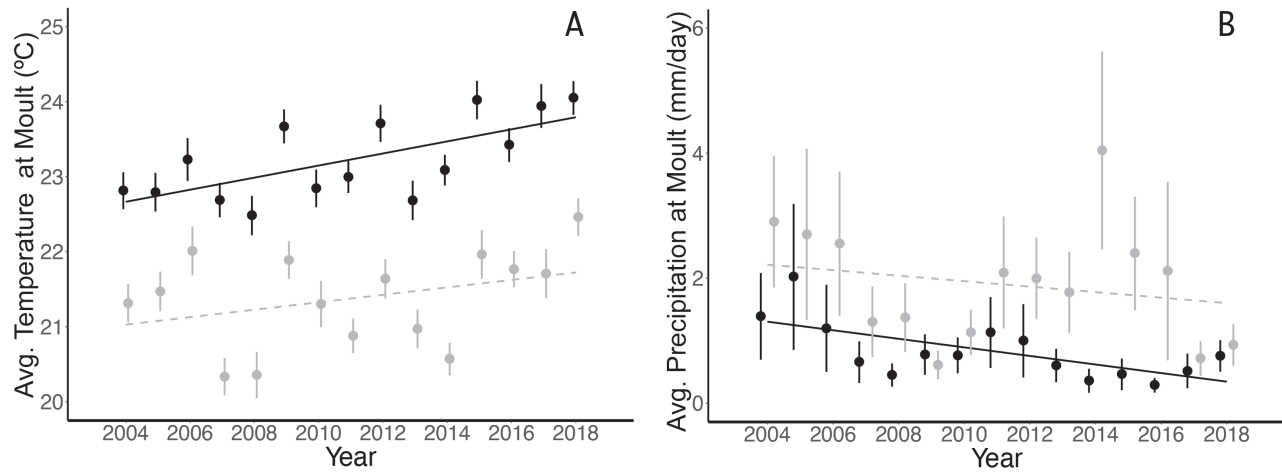 A
Avg. Temperature at Moult (ºC)
25
24
23
22
21
20
2004 2006 2008 2010 2012 2014 2016 2018
Year
B
Avg. Precipitation at Moult (mm/day)
6
4
2
0
2004 2006 2008 2010 2012 2014 2016 2018
Year